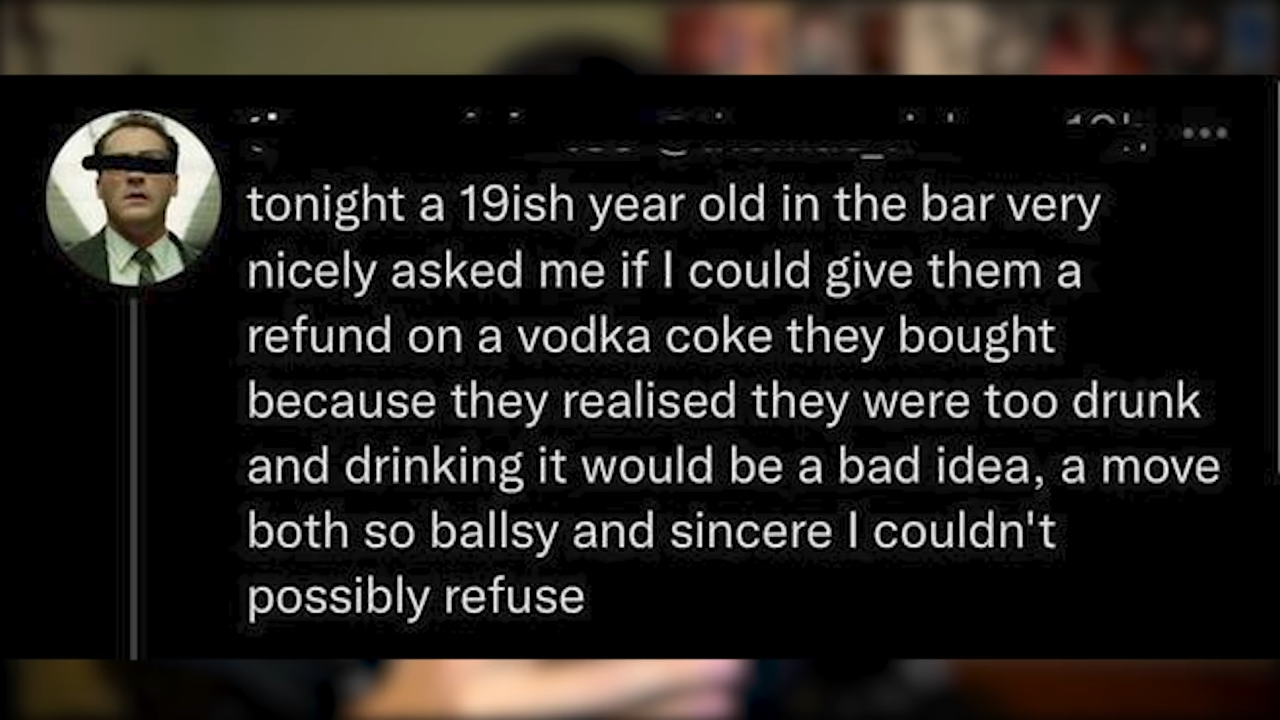 tonight a 19ish year old in the bar very
nicely asked me if I could give them a
refund on a vodka coke they bought
because they realised they were too drunk
and drinking it would be a bad idea, a move
both so ballsy and sincere I couldn't
possibly refuse